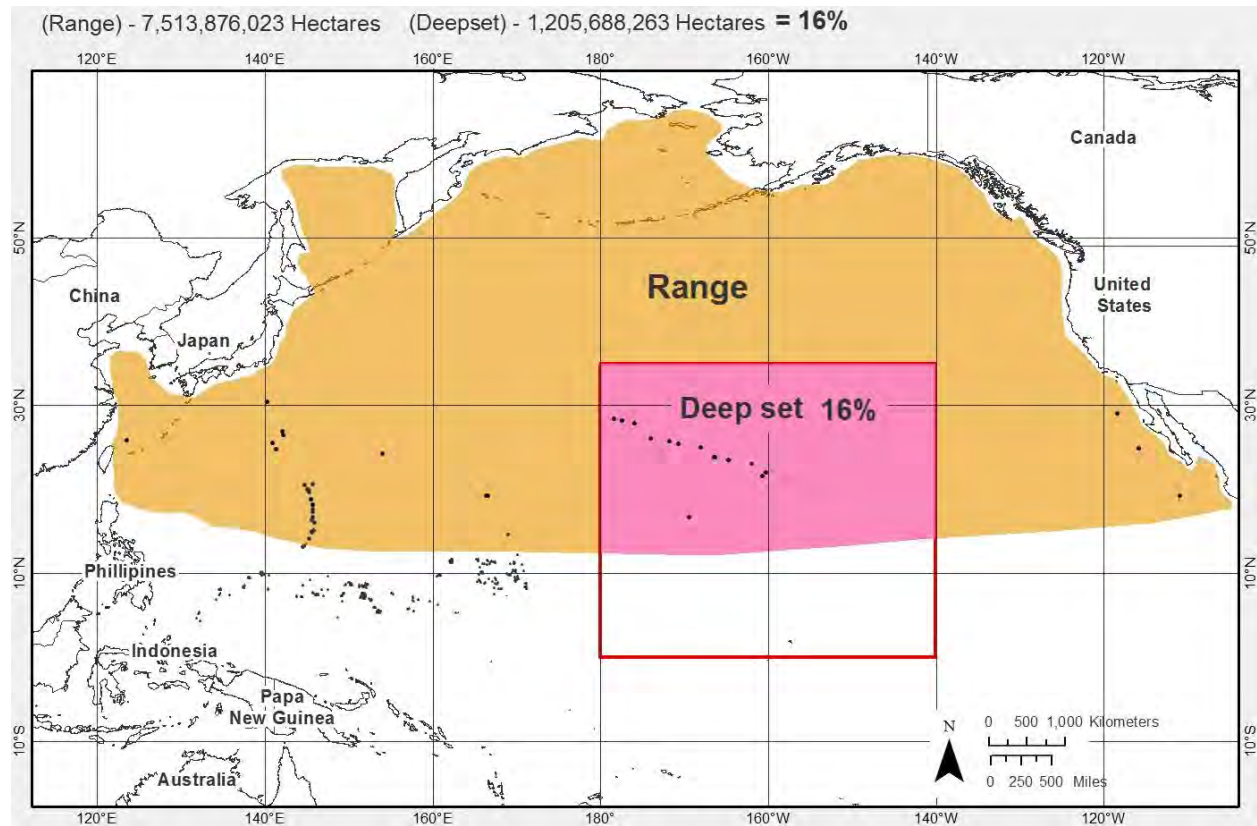 (Range) - 7,513,876,023 Hectares (Deepset) - 1,205,688,263 Hectares = 16%
120° 140° 160° 180° 160°W 140° 120°
Canada
50°N 50°N
Range
United
States
China
Japan
30°N 30°N
Deep set 16%
10°N 10°N
Phillipines
Indonesia
Papa
New Guinea
N
0 500 1,000 Kilometers
10°S 10°S
0 250 500 Miles
Australia
120°E 140°E 160°E 180° 160°W 140°W 120°W